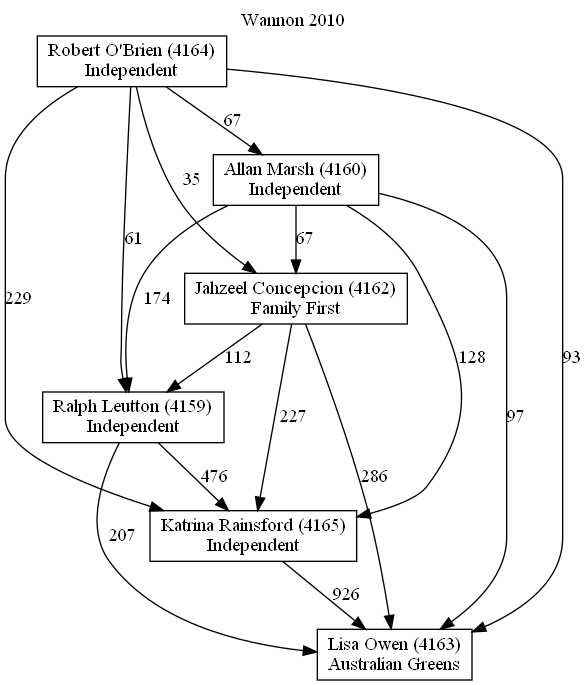 Wannon 2010
Robert O'Brien (4164)
Independent
67
Allan Marsh (4160)
Independent
35
61
67
174
229
Jahzeel Concepcion (4162)
Family First
112
128
93
Ralph Leutton (4159)
Independent
227
97
476
286
207
Katrina Rainsford (4165)
Independent
926
Lisa Owen (4163)
Australian Greens